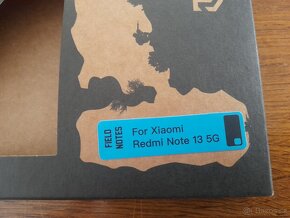 FIELD
NOTES
For Xiaomi
Redmi Note 13 5G